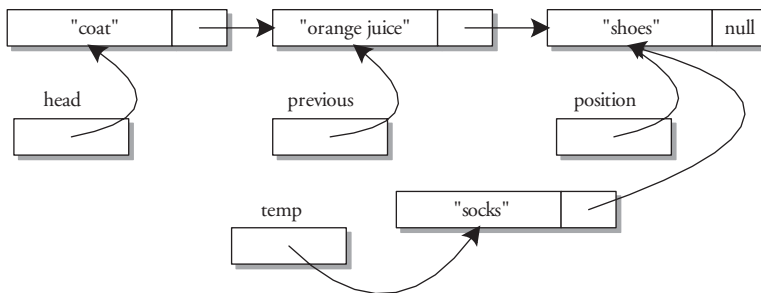 "coat" "orange juice" "shoes" null
head previous position
temp "socks"